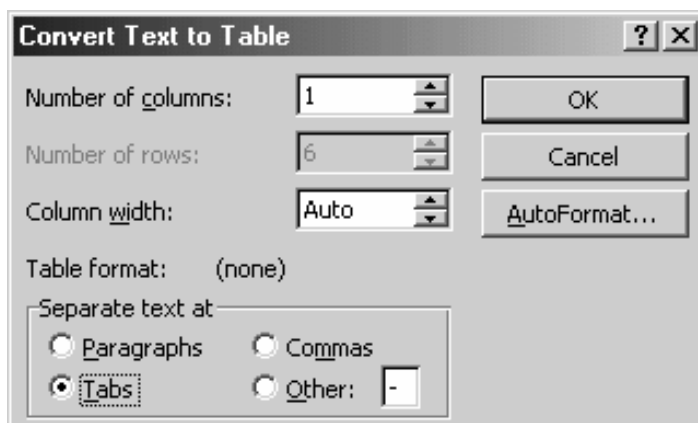 Convert Text to Table ? X
Number of columns: 1 OK
Number of rows: 6 Cancel
Column width: Auto AutoFormat...
Table format: (none)
Separate text at
Paragraphs Commas
Tabs Other: -